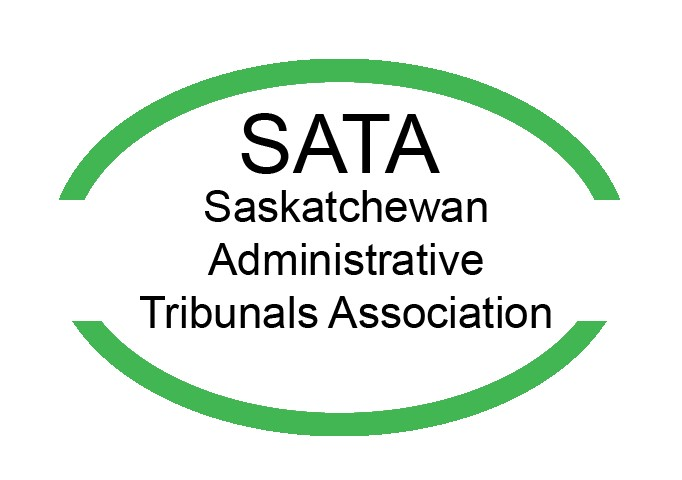 SATA
Saskatchewan
Administrative
Tribunals Association